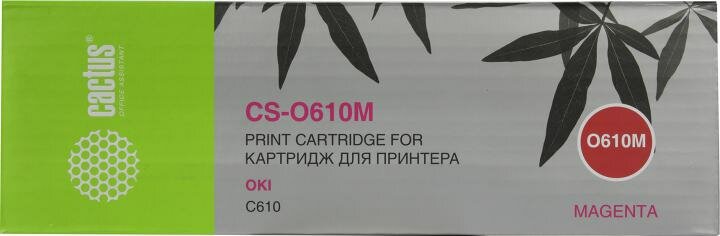 cactus®
OFFICE ASSISTANT
CS-O610M
PRINT CARTRIDGE FOR
КАРТРИДЖ ДЛЯ ПРИНТЕРА
OKI
C610
O610M
MAGENTA